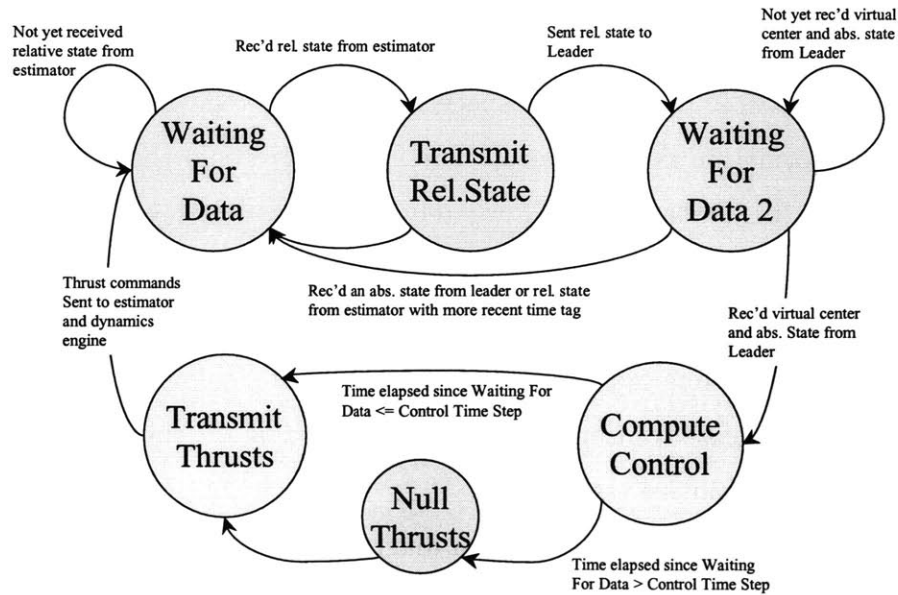 Not yet received
relative state from
estimator
Rec'd rel. state from estimator
Sent rel. state to
Leader
Not yet rec'd virtual
center and abs. state
from Leader
Waiting
For
Data
Transmit
Rel.State
Waiting
For
Data 2
Thrust commands
Sent to estimator
and dynamics
engine
Rec'd an abs. state from leader or rel. state
from estimator with more recent time tag
Rec'd virtual center
and abs. State from
Leader
Time elapsed since Waiting For
Data <= Control Time Step
Transmit
Thrusts
Compute
Control
Null
Thrusts
Time elapsed since Waiting
For Data > Control Time Step